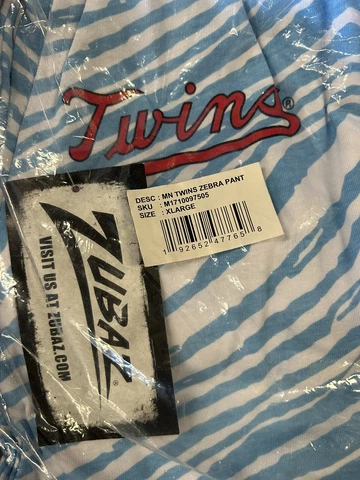 Twins®
DESC : MN TWINS ZEBRA PANT
SKU : M1710097505
SIZE : XLARGE
1 92652 47765 8
ZUBAZ®
VISIT US AT ZUBAZ.COM